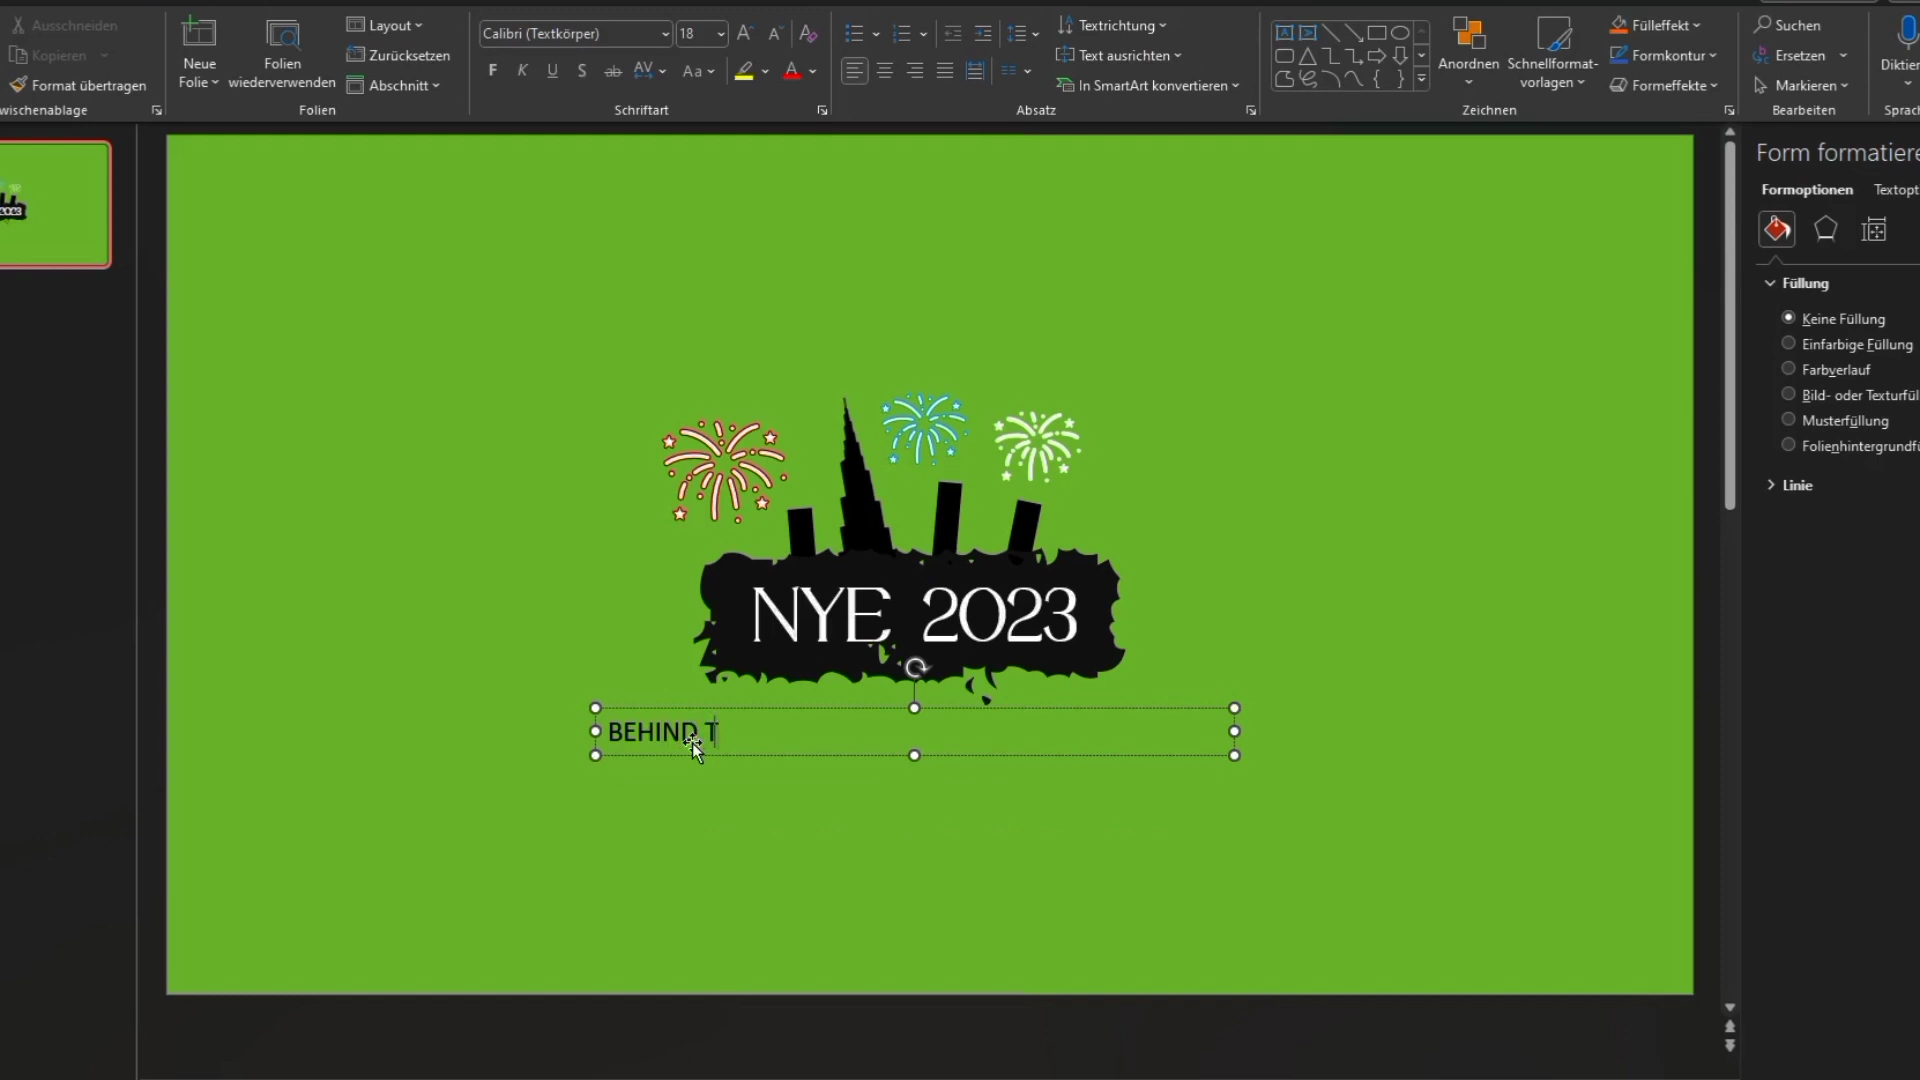 Ausschneiden
Kopieren
Format übertragen
wischenablage
Neue
Folie
Folien
wiederverwenden
Layout
Zurücksetzen
Abschnitt
Folien
Calibri (Textkörper) 18
F K U S ab AV Aa A
Schriftart
Textrichtung
Text ausrichten
In SmartArt konvertieren
Absatz
Anordnen
Schnellformat-
vorlagen
Fülleffekt
Formkontur
Formeffekte
Zeichnen
Suchen
Ersetzen
Markieren
Bearbeiten
Diktier
Sprac
Form formatiere
Formoptionen Textopt
Füllung
Keine Füllung
Einfarbige Füllung
Farbverlauf
Bild- oder Texturfül
Musterfüllung
Folienhintergrundfü
Linie
2023
NYE 2023
BEHIND T